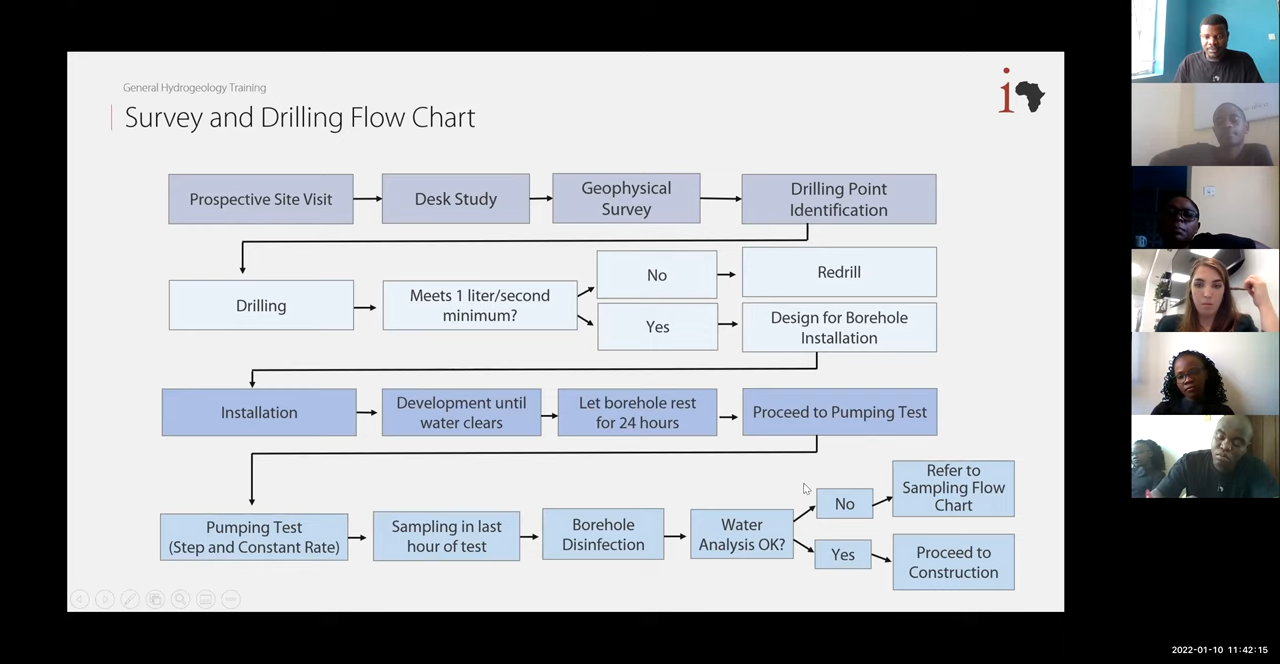 General Hydrogeology Training
Survey and Drilling Flow Chart
i
Prospective Site Visit
Desk Study
Geophysical
Survey
Drilling Point
Identification
Drilling
Meets 1 liter/second
minimum?
No
Redrill
Yes
Design for Borehole
Installation
Installation
Development until
water clears
Let borehole rest
for 24 hours
Proceed to Pumping Test
Pumping Test
(Step and Constant Rate)
Sampling in last
hour of test
Borehole
Disinfection
Water
Analysis OK?
No
Refer to
Sampling Flow
Chart
Yes
Proceed to
Construction
2022-01-10 11:42:15